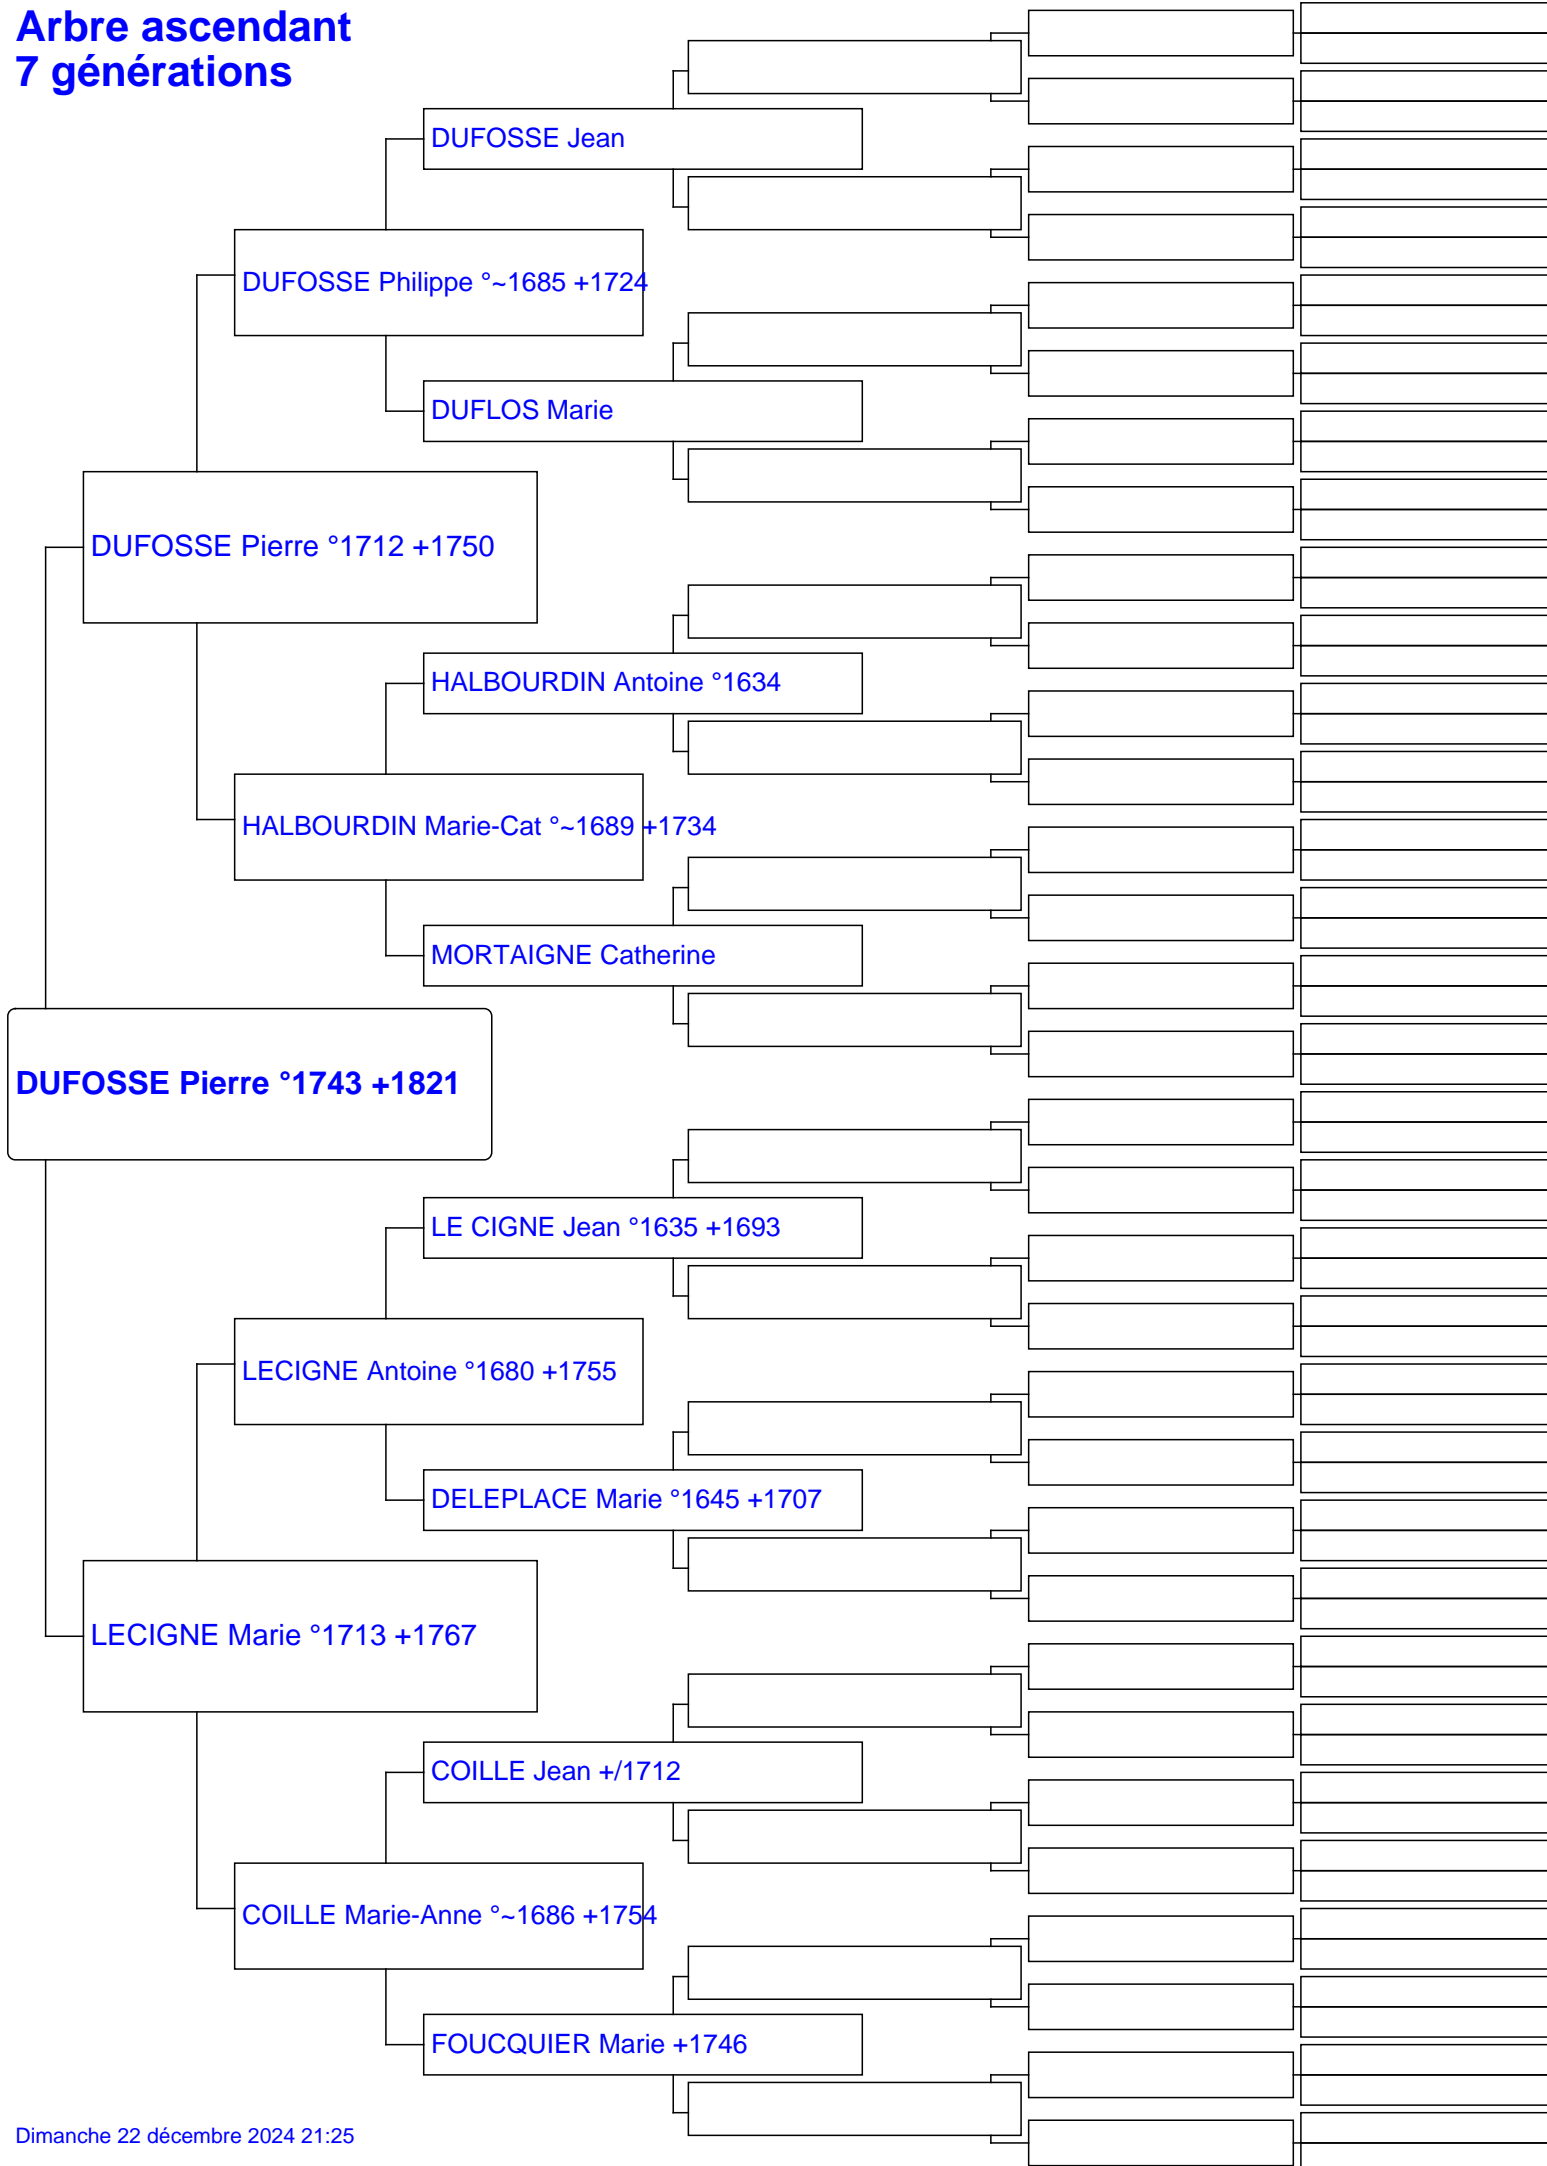 Arbre ascendant
7 générations
DUFOSSE Jean
DUFOSSE Philippe °~1685 +1724
DUFLOS Marie
DUFOSSE Pierre °1712 +1750
HALBOURDIN Antoine °1634
HALBOURDIN Marie-Cat °~1689 +1734
MORTAIGNE Catherine
DUFOSSE Pierre °1743 +1821
LE CIGNE Jean °1635 +1693
LECIGNE Antoine °1680 +1755
DELEPLACE Marie °1645 +1707
LECIGNE Marie °1713 +1767
COILLE Jean +/1712
COILLE Marie-Anne °~1686 +1754
FOUCQUIER Marie +1746
Dimanche 22 décembre 2024 21:25